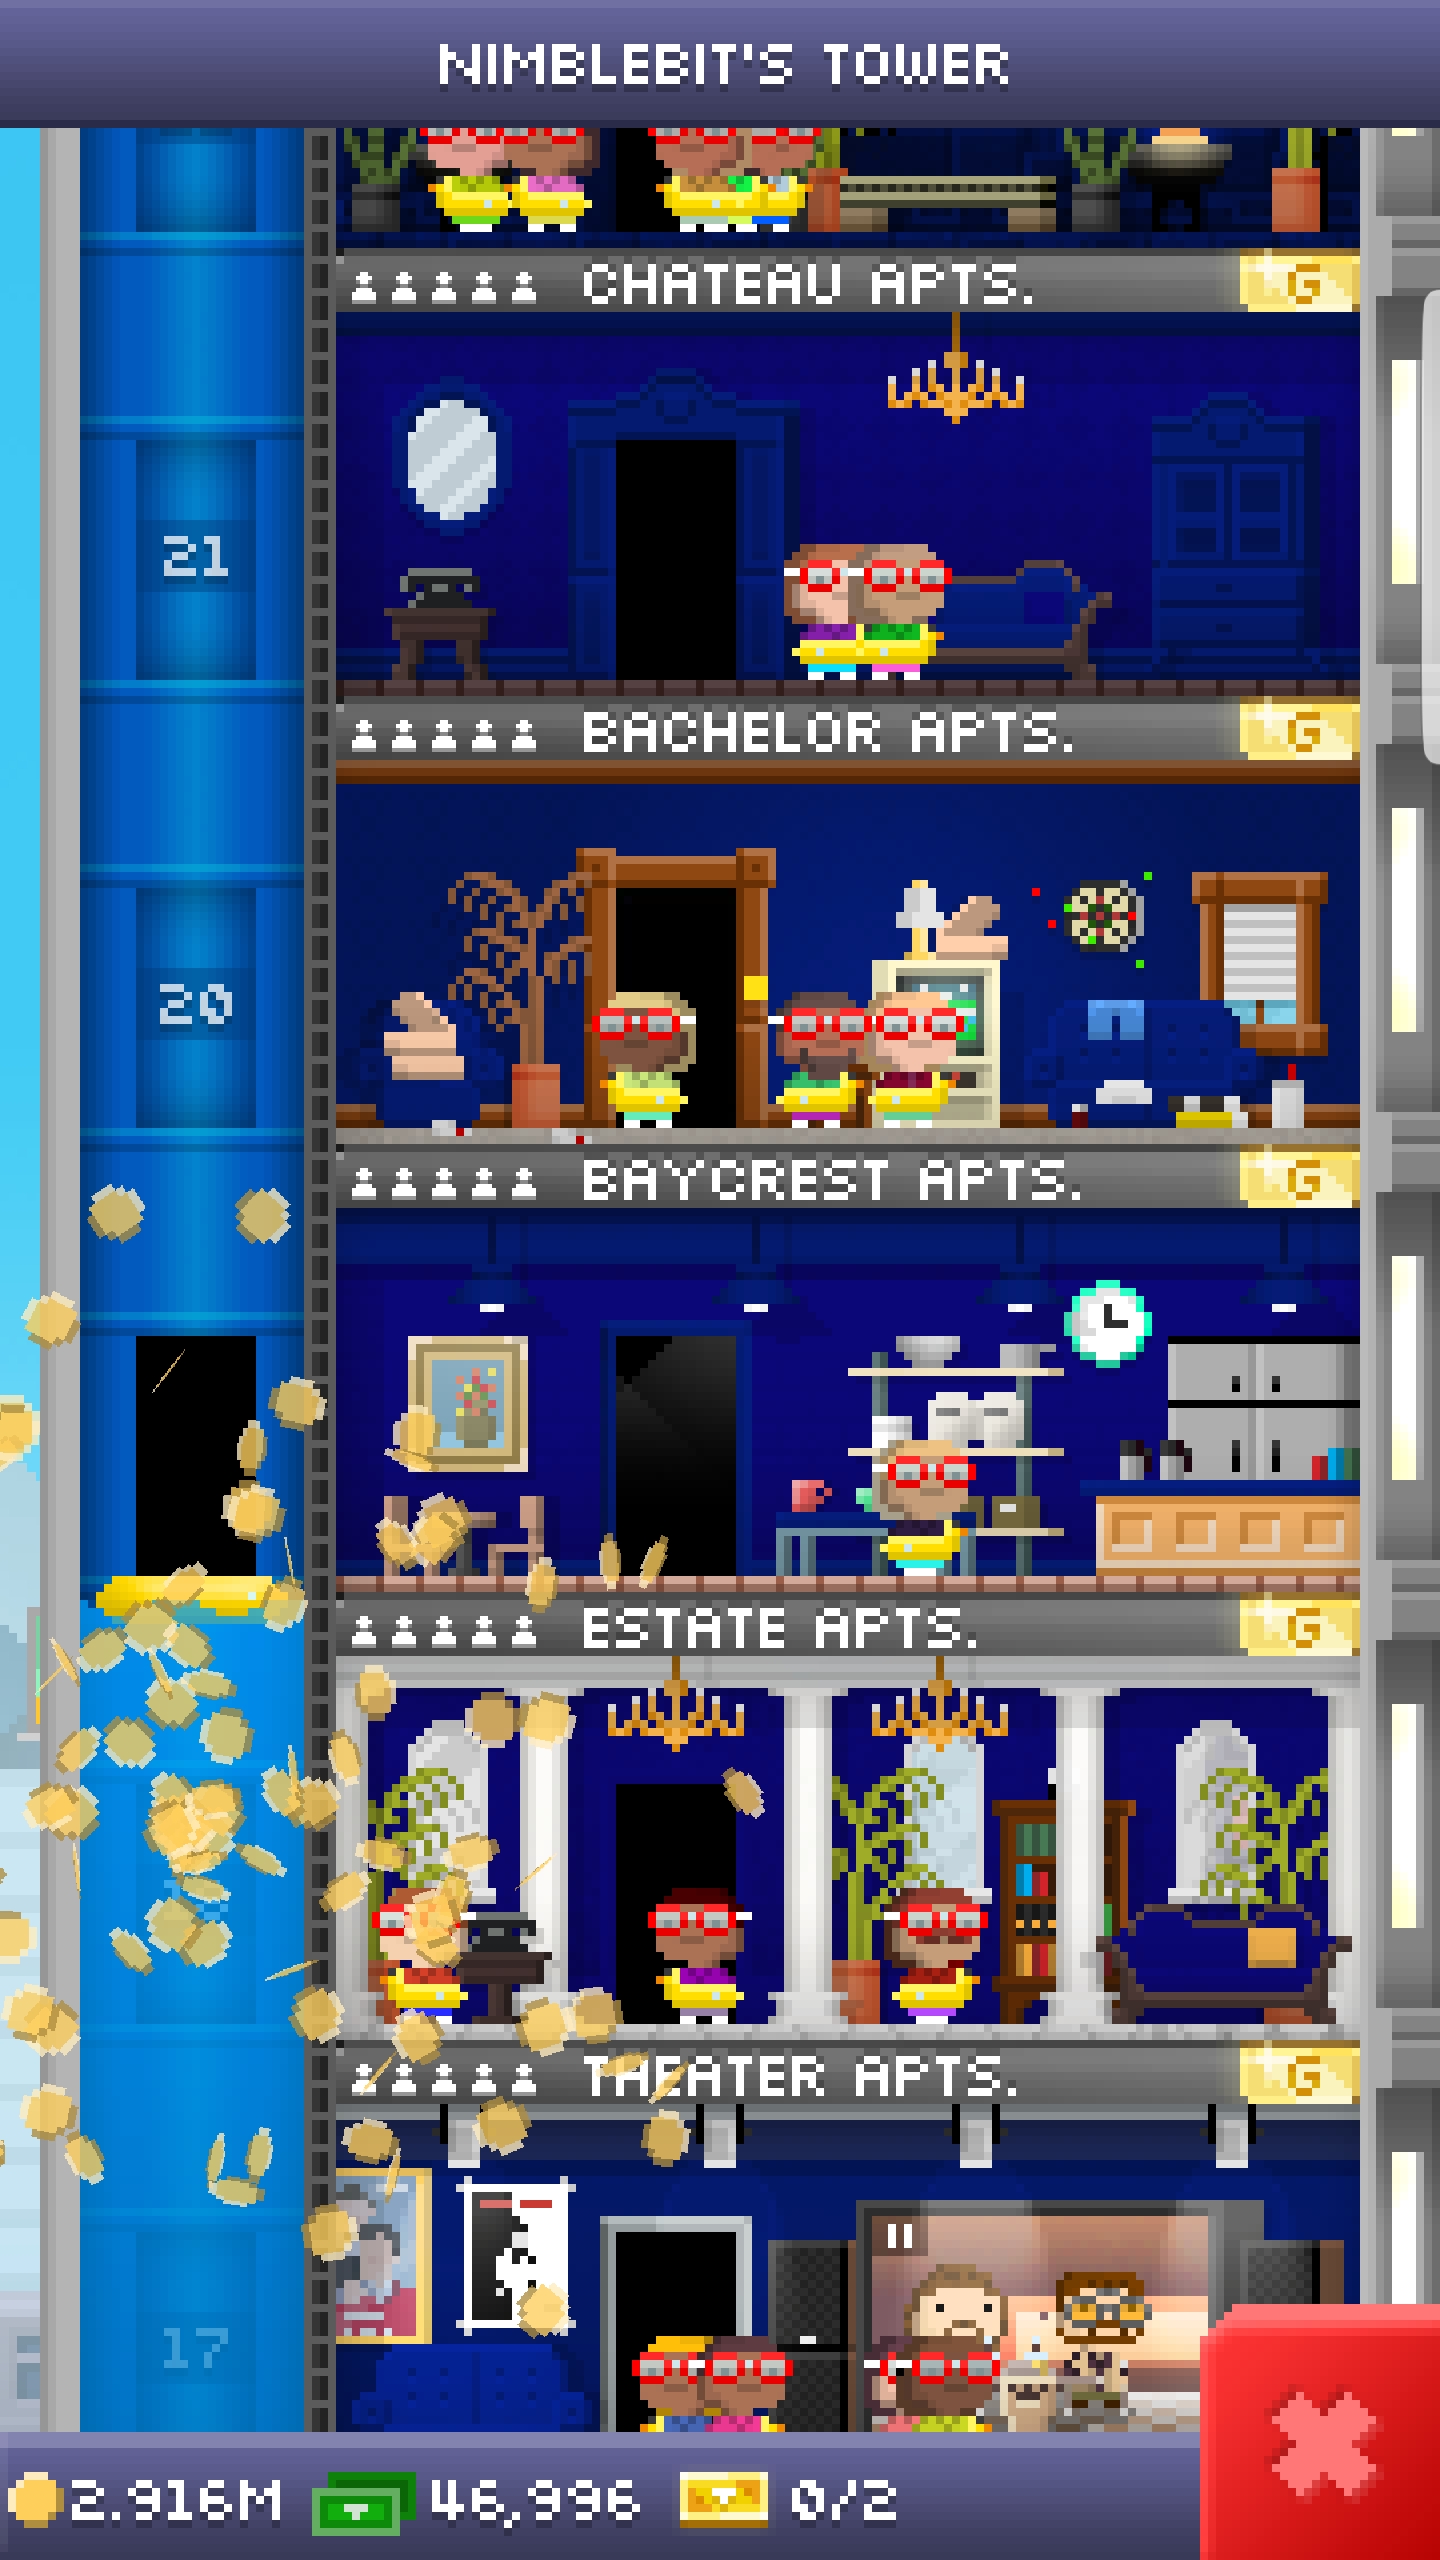 NIMBLEBIT'S TOWER
CHATEAU APTS. G
21
BACHELOR APTS. G
20
BAYCREST APTS. G
ESTATE APTS. G
THEATER APTS. G
17
2.916M 46,996 0/2